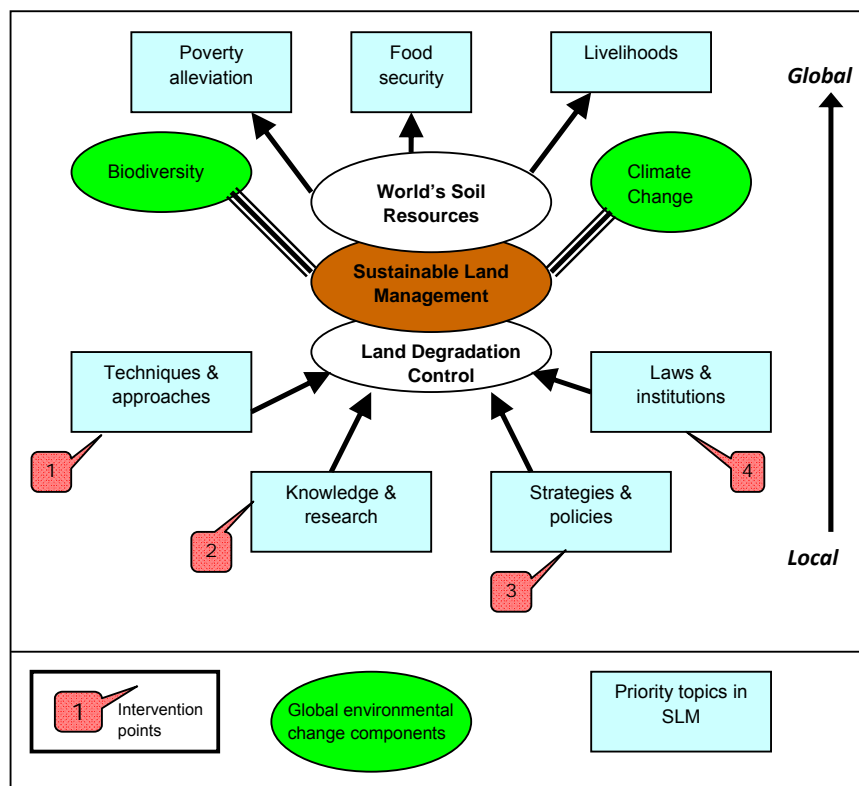 Poverty
alleviation
Food
security
Livelihoods
Global
Biodiversity
Climate
Change
World's Soil
Resources
Sustainable Land
Management
Land Degradation
Control
Techniques &
approaches
Laws &
institutions
1
4
Knowledge &
research
Strategies &
policies
2
3
Local
1
Intervention
points
Global environmental
change components
Priority topics in
SLM